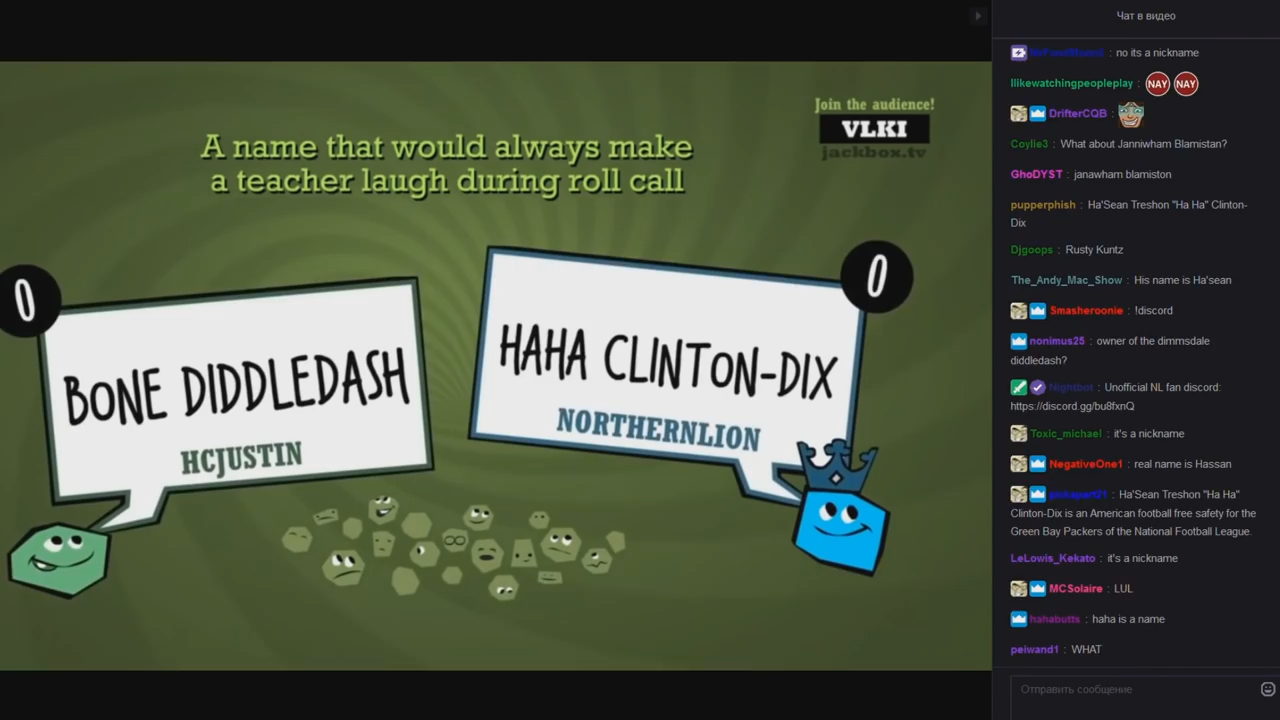 A name that would always make
a teacher laugh during roll call
Join the audience!
VLKI
jackbox.tv
0
BONE DIDDLEDASH
HCJUSTIN
0
HAHA CLINTON-DIX
NORTHERNLION
Чат в видео
: no its a nickname
llikewatchingpeopleplay : NAY NAY
DrifterCQB :
Coylie3 : What about Janniwham Blamistan?
GhoDYST : janawham blamiston
pupperphish : Ha'Sean Treshon "Ha Ha" Clinton-
Dix
Djgoops : Rusty Kuntz
The_Andy_Mac_Show : His name is Ha'sean
Smasheroonie : !discord
nonimus25 : owner of the dimmsdale
diddledash?
Nightbot : Unofficial NL fan discord:
https://discord.gg/bu8fxnQ
Toxic_michael : it's a nickname
NegativeOne1 : real name is Hassan
pickapart21 : Ha'Sean Treshon "Ha Ha"
Clinton-Dix is an American football free safety for the
Green Bay Packers of the National Football League.
LeLowis_Kekato : it's a nickname
MCSolaire : LUL
hahabutts : haha is a name
peiwand1 : WHAT
Отправить сообщение